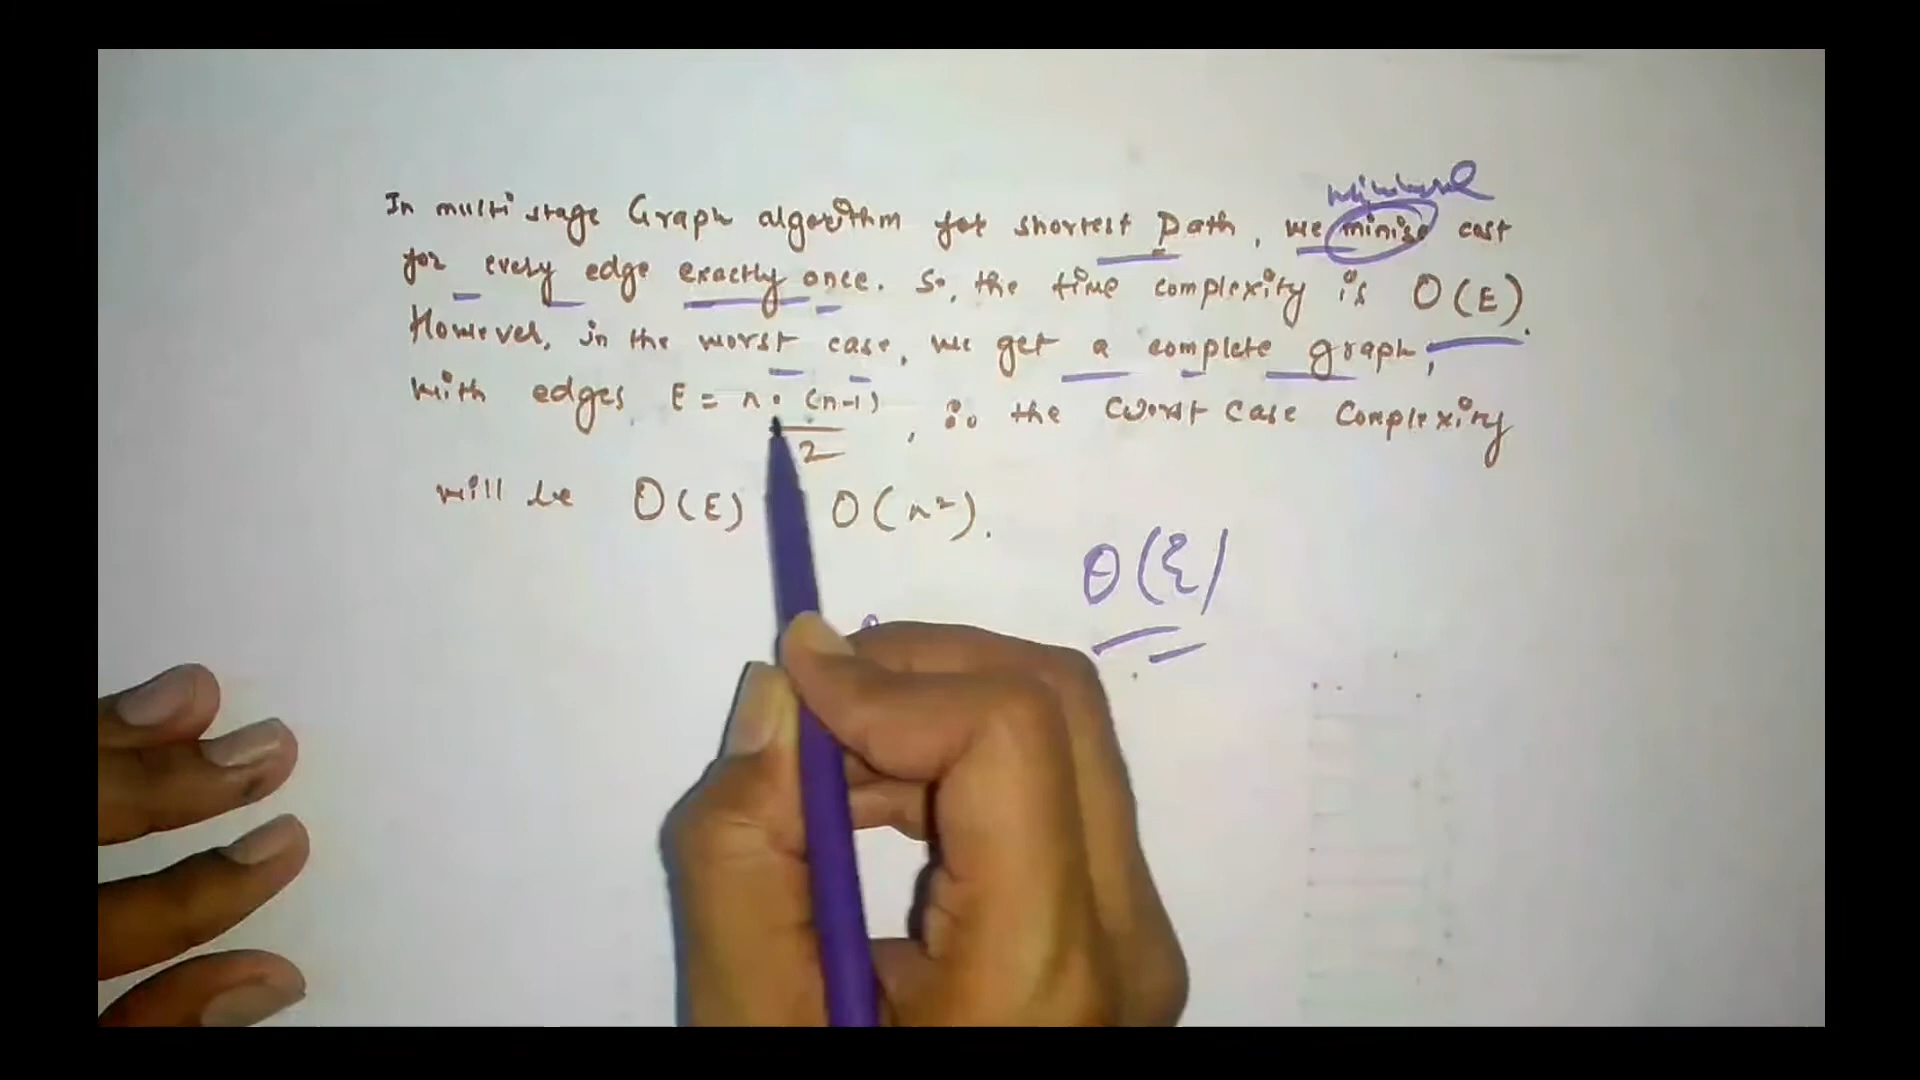 minimise
In multi stage Graph algorithm for shortest path, we minise cost
for every edge exactly once. So, the time complexity is O(E).
However, in the worst case, we get a complete graph,
with edges E = n · (n-1) / 2 , so the worst case complexity
will be O(E) O(n²).
θ(E)